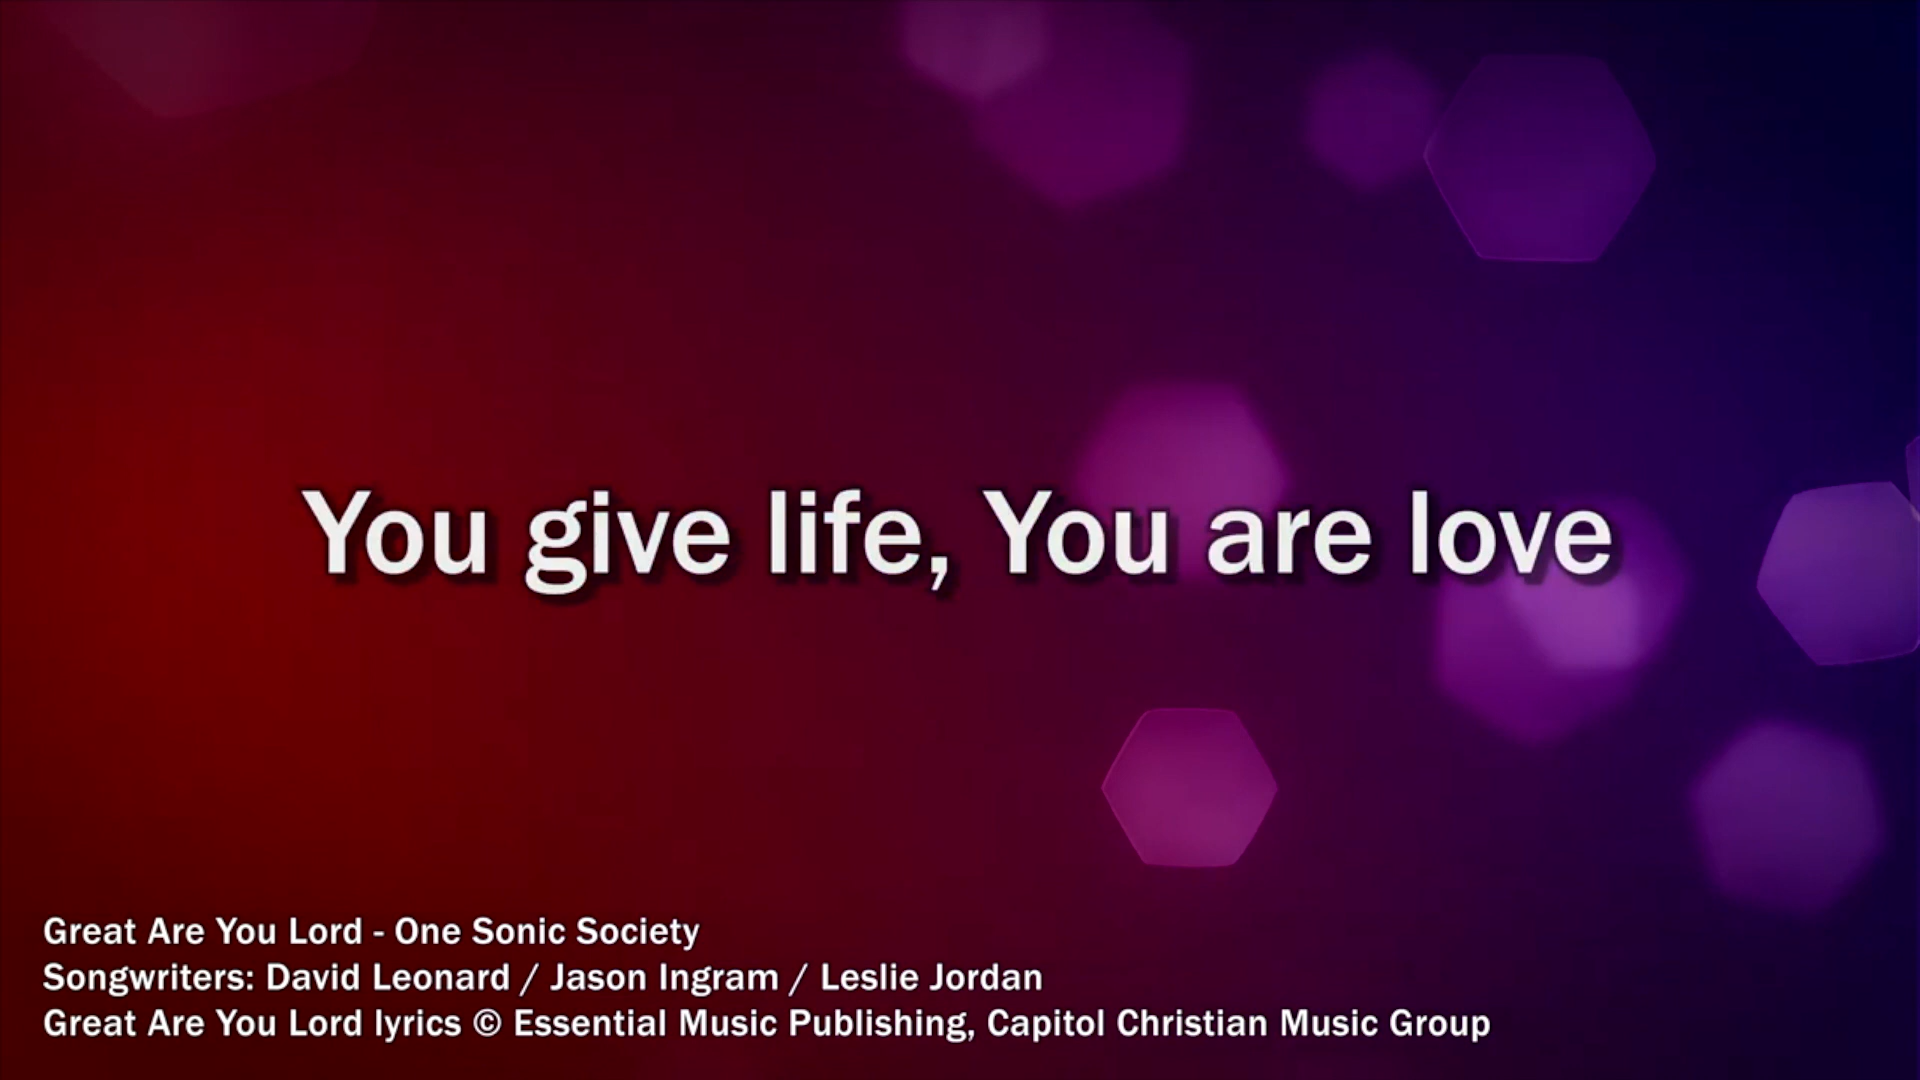 You give life, You are love
Great Are You Lord - One Sonic Society
Songwriters: David Leonard / Jason Ingram / Leslie Jordan
Great Are You Lord lyrics © Essential Music Publishing, Capitol Christian Music Group